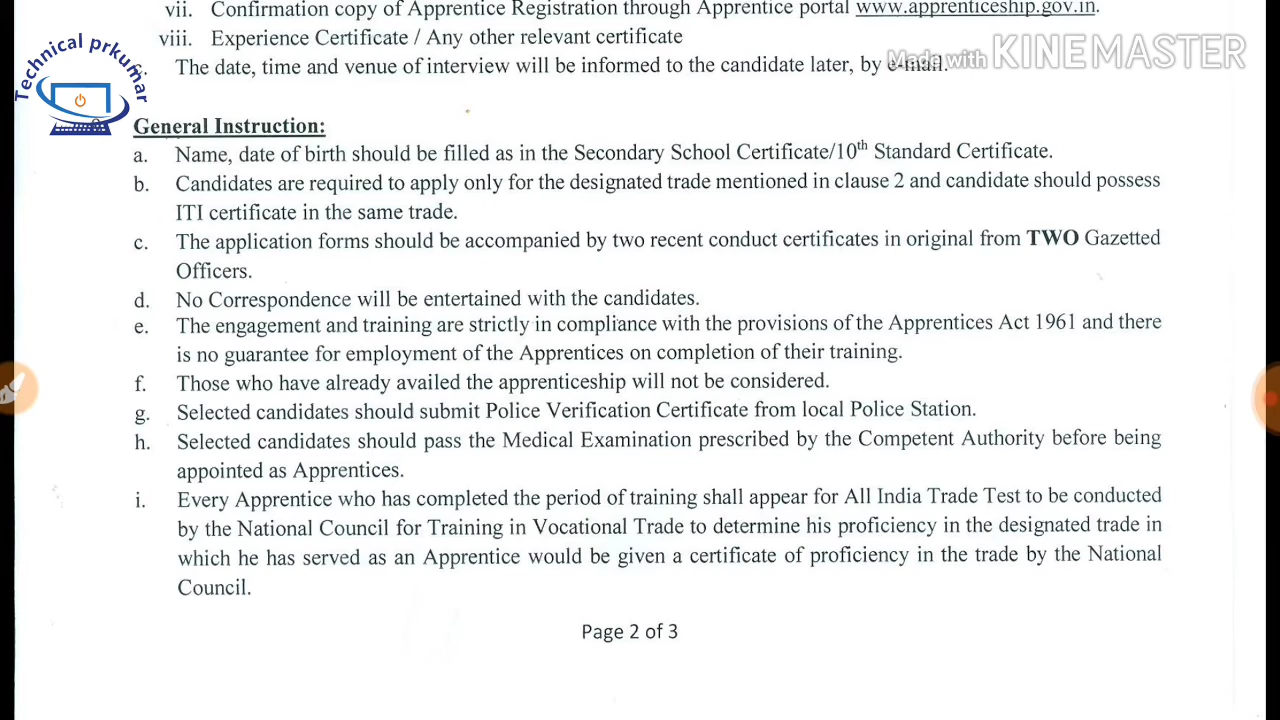 vii. Confirmation copy of Apprentice Registration through Apprentice portal www.apprenticeship.gov.in.
viii. Experience Certificate / Any other relevant certificate
The date, time and venue of interview will be informed to the candidate later, by e-mail.
Made with KINEMASTER
Technical prkumar
General Instruction:
a. Name, date of birth should be filled as in the Secondary School Certificate/10th Standard Certificate.
b. Candidates are required to apply only for the designated trade mentioned in clause 2 and candidate should possess
ITI certificate in the same trade.
c. The application forms should be accompanied by two recent conduct certificates in original from TWO Gazetted
Officers.
d. No Correspondence will be entertained with the candidates.
e. The engagement and training are strictly in compliance with the provisions of the Apprentices Act 1961 and there
is no guarantee for employment of the Apprentices on completion of their training.
f. Those who have already availed the apprenticeship will not be considered.
g. Selected candidates should submit Police Verification Certificate from local Police Station.
h. Selected candidates should pass the Medical Examination prescribed by the Competent Authority before being
appointed as Apprentices.
i. Every Apprentice who has completed the period of training shall appear for All India Trade Test to be conducted
by the National Council for Training in Vocational Trade to determine his proficiency in the designated trade in
which he has served as an Apprentice would be given a certificate of proficiency in the trade by the National
Council.
Page 2 of 3